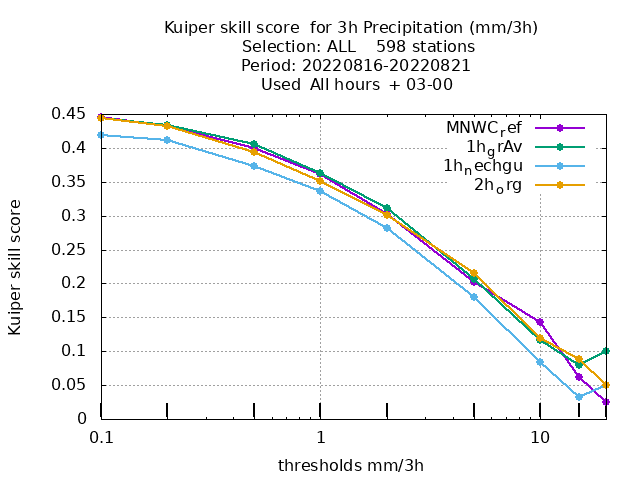 Kuiper skill score  for 3h Precipitation (mm/3h)
Selection: ALL    598 stations
Period: 20220816-20220821
Used  All hours  + 03-00
0.45
0.4
0.35
0.3
0.25
0.2
0.15
0.1
0.05
0
Kuiper skill score
MNWC_ref
1h_grAv
1h_nechgu
2h_org
0.1 1 10
thresholds mm/3h